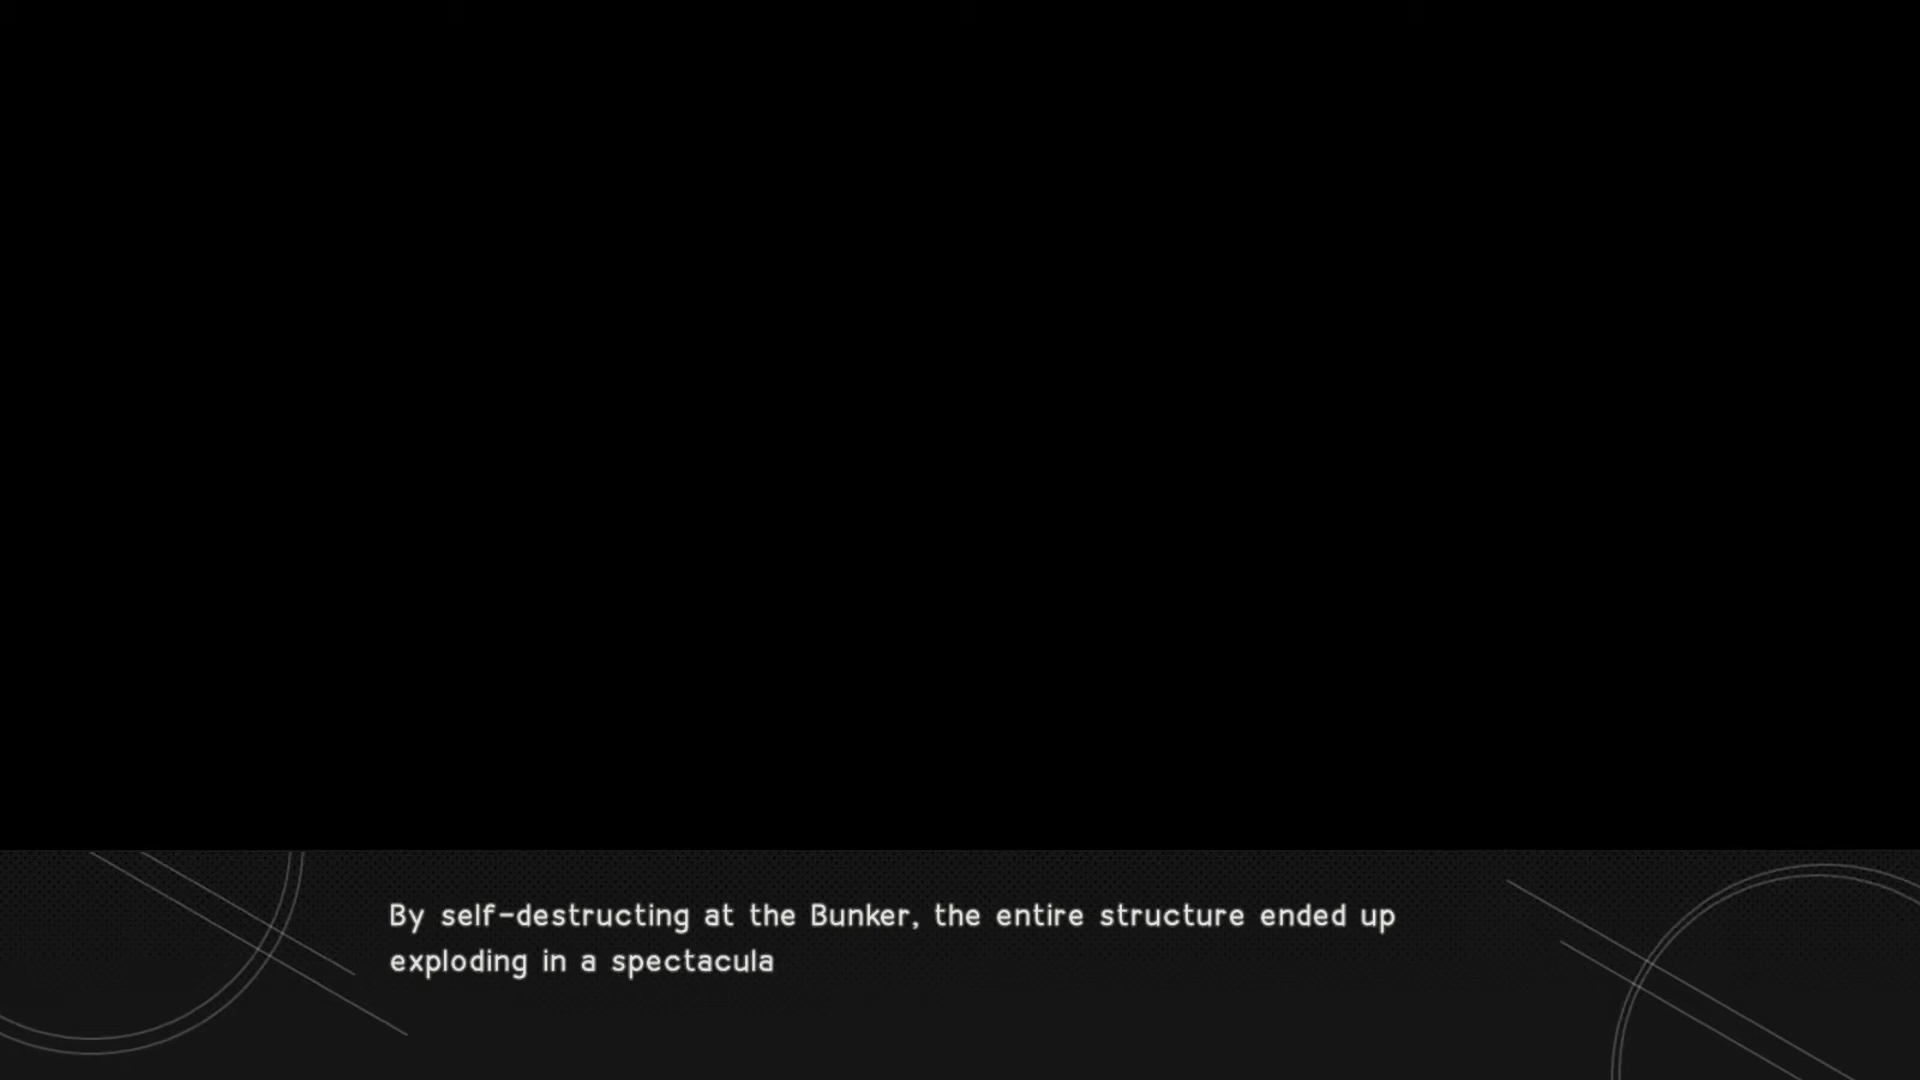 By self-destructing at the Bunker, the entire structure ended up
exploding in a spectacula